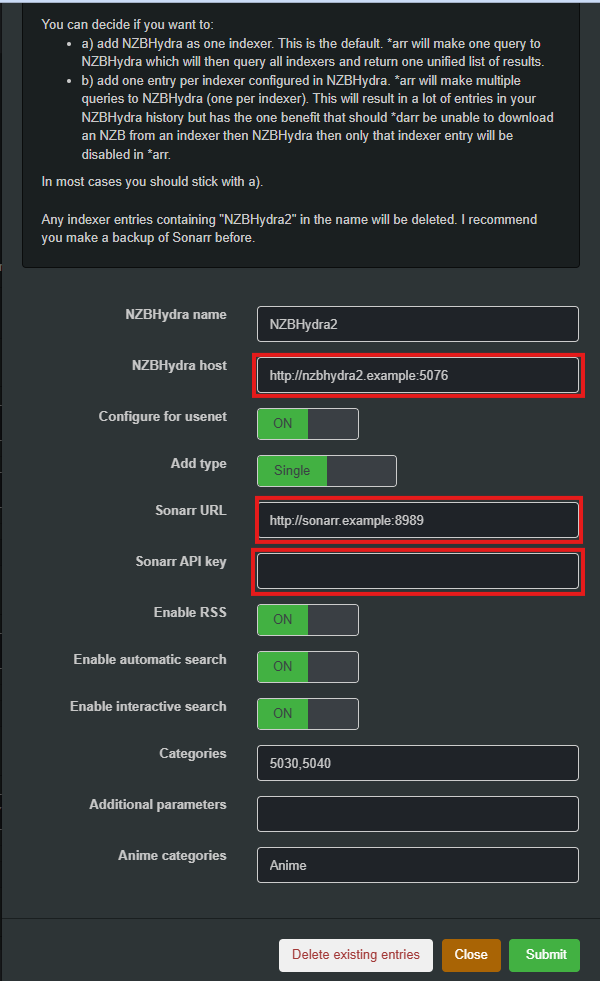 You can decide if you want to:
• a) add NZBHydra as one indexer. This is the default. *arr will make one query to
NZBHydra which will then query all indexers and return one unified list of results.
• b) add one entry per indexer configured in NZBHydra. *arr will make multiple
queries to NZBHydra (one per indexer). This will result in a lot of entries in your
NZBHydra history but has the one benefit that should *darr be unable to download
an NZB from an indexer then NZBHydra then only that indexer entry will be
disabled in *arr.
In most cases you should stick with a).
Any indexer entries containing "NZBHydra2" in the name will be deleted. I recommend
you make a backup of Sonarr before.
NZBHydra name NZBHydra2
NZBHydra host http://nzbhydra2.example:5076
Configure for usenet ON
Add type Single
Sonarr URL http://sonarr.example:8989
Sonarr API key
Enable RSS ON
Enable automatic search ON
Enable interactive search ON
Categories 5030,5040
Additional parameters
Anime categories Anime
Delete existing entries Close Submit